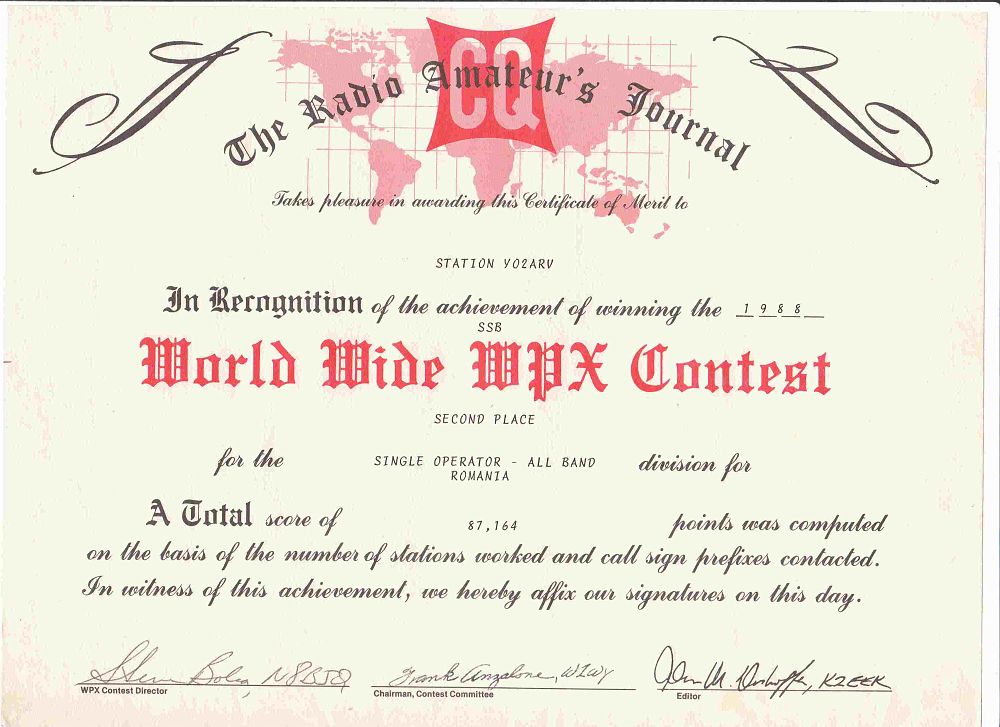 CQ
The Radio Amateur's Journal
Takes pleasure in awarding this Certificate of Merit to
STATION YO2ARV
In Recognition of the achievement of winning the 1988
SSB
World Wide WPX Contest
SECOND PLACE
for the SINGLE OPERATOR - ALL BAND division for
ROMANIA
A Total score of 87,164 points was computed
on the basis of the number of stations worked and call sign prefixes contacted.
In witness of this achievement, we hereby affix our signatures on this day.
Steve Bolia, N8BJQ Frank Anzalone, W1WY K2EEK
WPX Contest Director Chairman, Contest Committee Editor